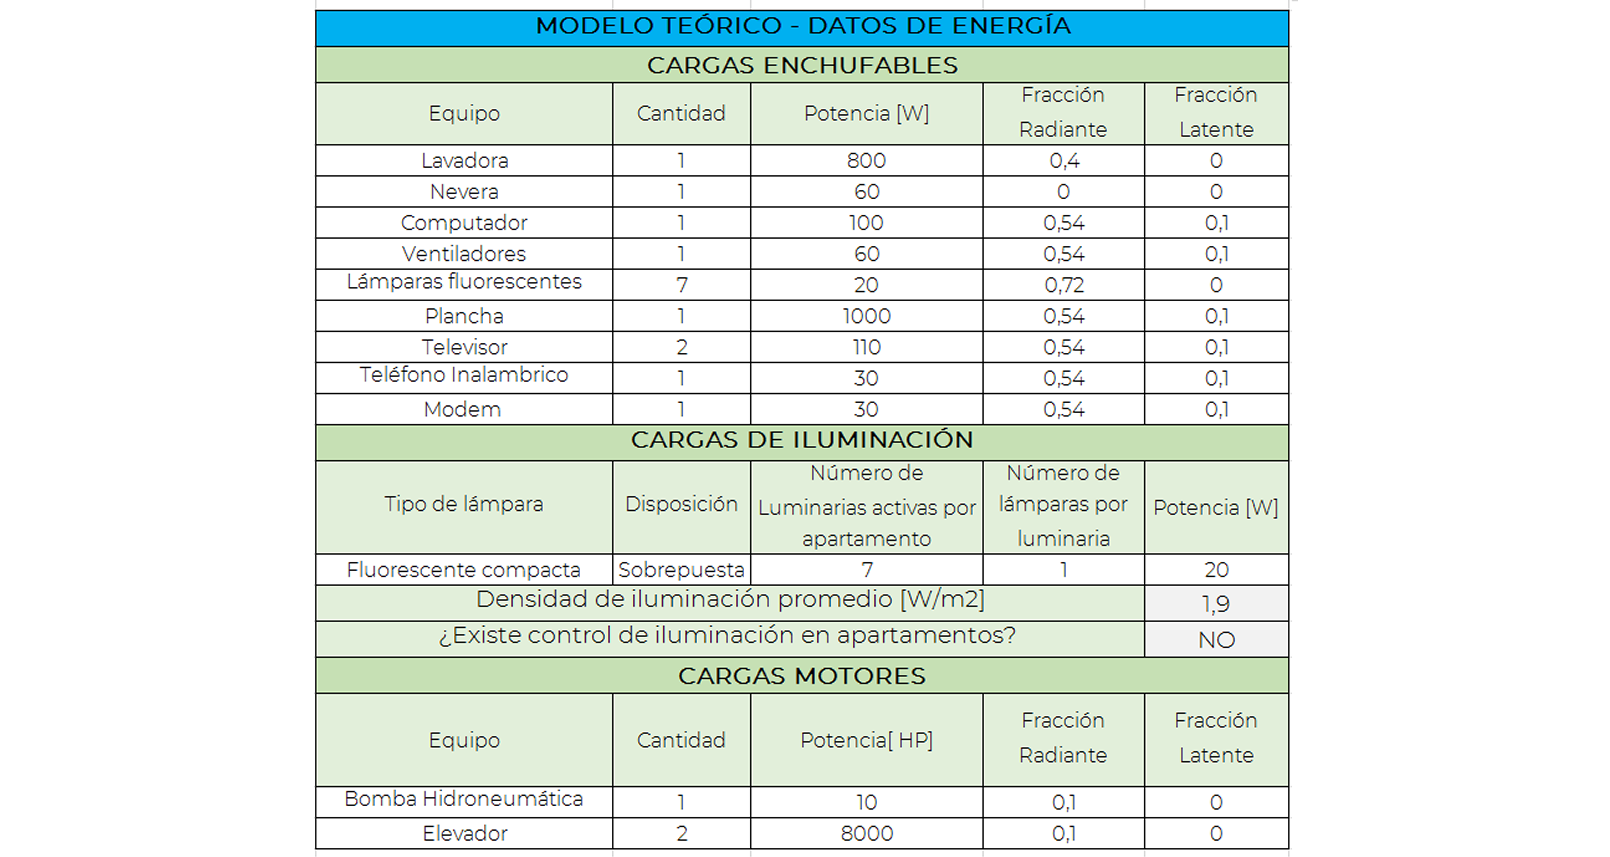 MODELO TEÓRICO - DATOS DE ENERGÍA
CARGAS ENCHUFABLES
Equipo Cantidad Potencia [W] Fracción Radiante Fracción Latente
Lavadora 1 800 0,4 0
Nevera 1 60 0 0
Computador 1 100 0,54 0,1
Ventiladores 1 60 0,54 0,1
Lámparas fluorescentes 7 20 0,72 0
Plancha 1 1000 0,54 0,1
Televisor 2 110 0,54 0,1
Teléfono Inalambrico 1 30 0,54 0,1
Modem 1 30 0,54 0,1
CARGAS DE ILUMINACIÓN
Tipo de lámpara Disposición Número de Luminarias activas por apartamento Número de lámparas por luminaria Potencia [W]
Fluorescente compacta Sobrepuesta 7 1 20
Densidad de iluminación promedio [W/m2] 1,9
¿Existe control de iluminación en apartamentos? NO
CARGAS MOTORES
Equipo Cantidad Potencia[ HP] Fracción Radiante Fracción Latente
Bomba Hidroneumática 1 10 0,1 0
Elevador 2 8000 0,1 0